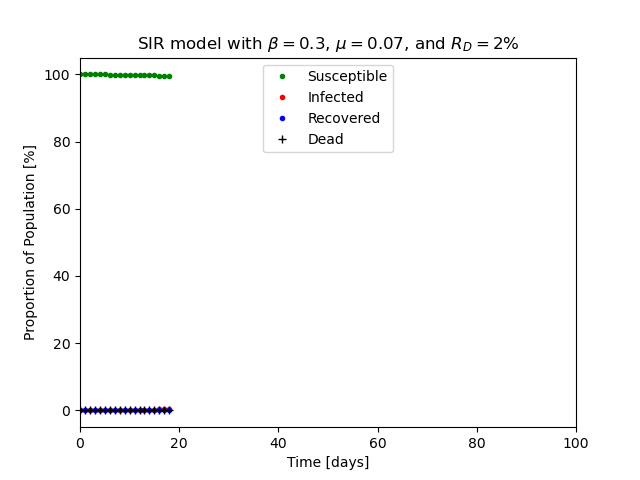 SIR model with β = 0.3, μ = 0.07, and R_D = 2%
Susceptible
Infected
Recovered
Dead
Proportion of Population [%]
100
80
60
40
20
0
0 20 40 60 80 100
Time [days]